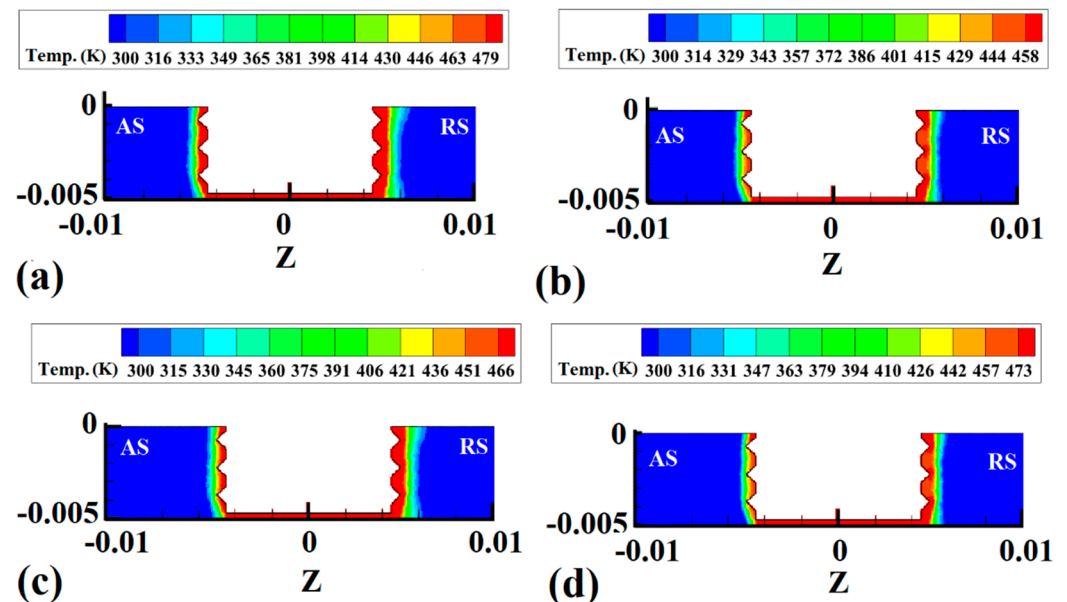 Temp. (K) 300 316 333 349 365 381 398 414 430 446 463 479
0
AS RS
-0.005
-0.01 0 0.01
Z
(a)
Temp. (K) 300 314 329 343 357 372 386 401 415 429 444 458
0
AS RS
-0.005
-0.01 0 0.01
Z
(b)
Temp. (K) 300 315 330 345 360 375 391 406 421 436 451 466
0
AS RS
-0.005
-0.01 0 0.01
Z
(c)
Temp. (K) 300 316 331 347 363 379 394 410 426 442 457 473
0
AS RS
-0.005
-0.01 0 0.01
Z
(d)